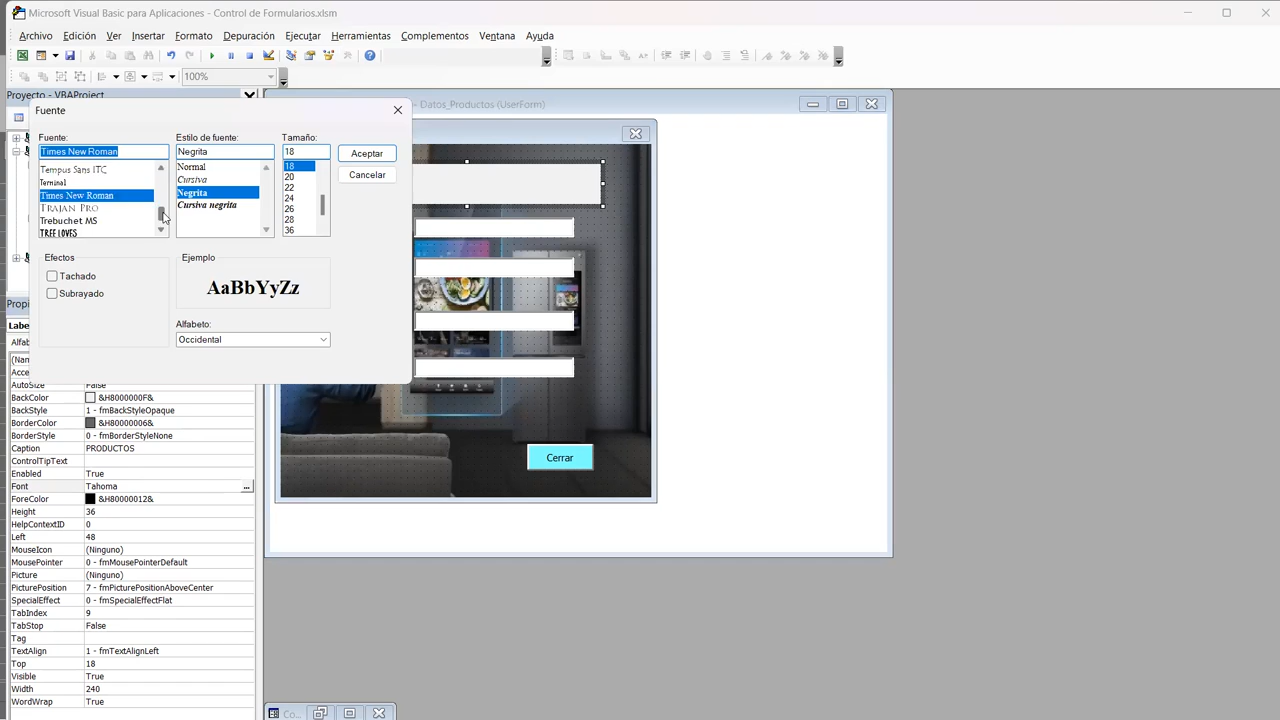 Microsoft Visual Basic para Aplicaciones - Control de Formularios.xlsm
Archivo Edición Ver Insertar Formato Depuración Ejecutar Herramientas Complementos Ventana Ayuda
100%
Proyecto - VBAProject
- Datos_Productos (UserForm)
Fuente
Fuente: Estilo de fuente: Tamaño:
Times New Roman Negrita 18 Aceptar
Tempus Sans ITC Normal 18
Terminal Cursiva 20 Cancelar
Times New Roman Negrita 22
TRAJAN PRO Cursiva negrita 24
Trebuchet MS 26
TREE LOVES 28
36
Efectos Ejemplo
Tachado
Subrayado AaBbYyZz
Alfabeto:
Occidental
Cerrar
Propi
Labe
Alfab
(Nam
Acce
AutoSize False
BackColor &H8000000F&
BackStyle 1 - fmBackStyleOpaque
BorderColor &H80000006&
BorderStyle 0 - fmBorderStyleNone
Caption PRODUCTOS
ControlTipText
Enabled True
Font Tahoma ...
ForeColor &H80000012&
Height 36
HelpContextID 0
Left 48
MouseIcon (Ninguno)
MousePointer 0 - fmMousePointerDefault
Picture (Ninguno)
PicturePosition 7 - fmPicturePositionAboveCenter
SpecialEffect 0 - fmSpecialEffectFlat
TabIndex 9
TabStop False
Tag
TextAlign 1 - fmTextAlignLeft
Top 18
Visible True
Width 240
WordWrap True
Co...